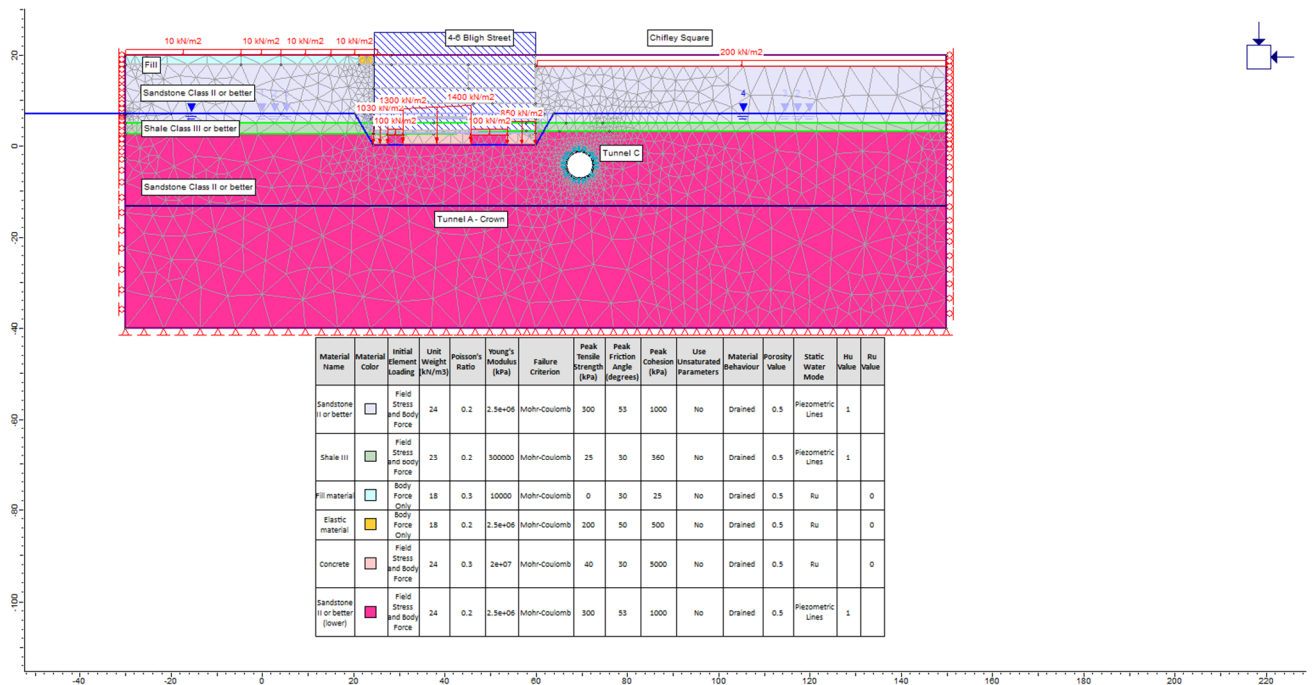 10 kN/m2 10 kN/m2 10 kN/m2 10 kN/m2
4-6 Bligh Street
Chifley Square
200 kN/m2
Fill
Sandstone Class II or better
1300 kN/m2
1400 kN/m2
1030 kN/m2
4
Shale Class III or better
Tunnel C
Sandstone Class II or better
Tunnel A - Crown
20
0
-20
-40
-60
-80
-100
Material Name Material Color Initial Element Loading Unit Weight (kN/m3) Poisson's Ratio Young's Modulus (kPa) Failure Criterion Peak Tensile Strength (kPa) Peak Friction Angle (degrees) Peak Cohesion (kPa) Use Unsaturated Parameters Material Behaviour Porosity Value Static Water Mode Hu Value Ru Value
Sandstone II or better Field Stress and Body Force 24 0.2 2.5e+06 Mohr-Coulomb 300 53 1000 No Drained 0.5 Piezometric Lines 1
Shale III Field Stress and Body Force 23 0.2 300000 Mohr-Coulomb 25 30 360 No Drained 0.5 Piezometric Lines 1
Fill material Body Force Only 18 0.3 10000 Mohr-Coulomb 0 30 25 No Drained 0.5 Ru 0
Elastic material Body Force Only 18 0.2 2.5e+06 Mohr-Coulomb 200 50 500 No Drained 0.5 Ru 0
Concrete Field Stress and Body Force 24 0.3 2e+07 Mohr-Coulomb 40 30 5000 No Drained 0.5 Ru 0
Sandstone II or better (lower) Field Stress and Body Force 24 0.2 2.5e+06 Mohr-Coulomb 300 53 1000 No Drained 0.5 Piezometric Lines 1
-40 -20 0 20 40 60 80 100 120 140 160 180 200 220